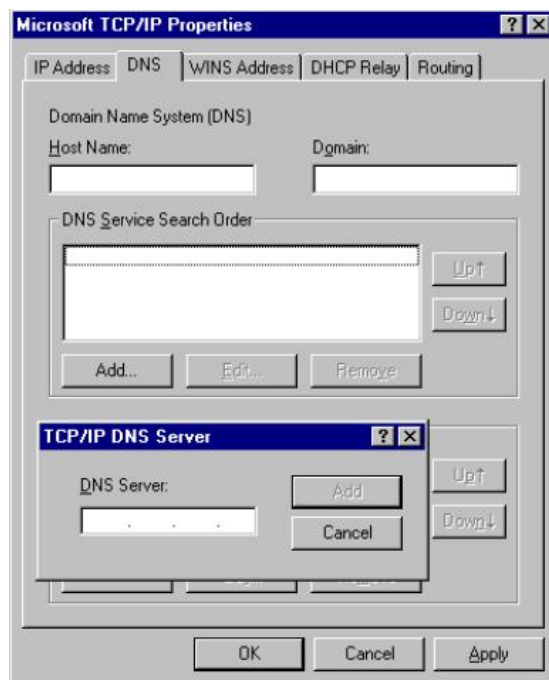 Microsoft TCP/IP Properties
IP Address DNS WINS Address DHCP Relay Routing
Domain Name System (DNS)
Host Name: Domain:
DNS Service Search Order
Up↑
Down↓
Add... Edit... Remove
TCP/IP DNS Server
DNS Server:
Add
Cancel
Up↑
Down↓
OK Cancel Apply